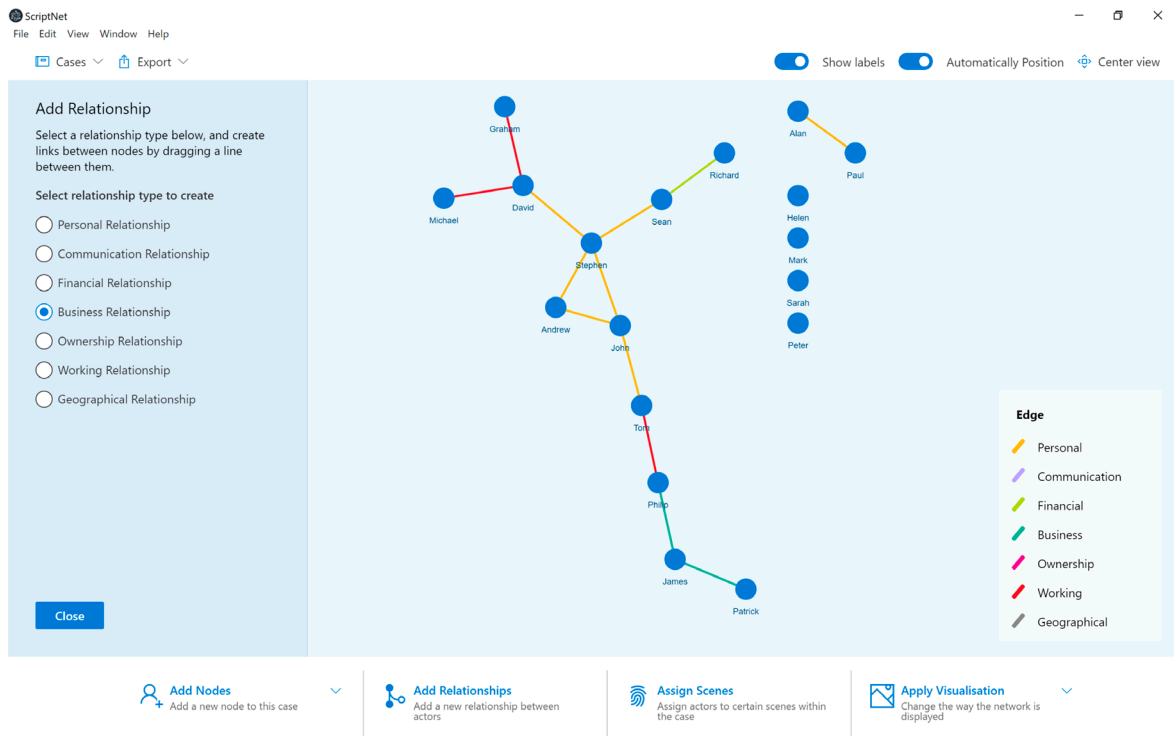 ScriptNet
File Edit View Window Help
Cases Export Show labels Automatically Position Center view
Add Relationship
Select a relationship type below, and create
links between nodes by dragging a line
between them.
Select relationship type to create
Personal Relationship
Communication Relationship
Financial Relationship
Business Relationship
Ownership Relationship
Working Relationship
Geographical Relationship
Close
Graham
Alan
Richard
Paul
Michael
David
Sean
Helen
Stephen
Mark
Sarah
Andrew
John
Peter
Tom
Philip
James
Patrick
Edge
Personal
Communication
Financial
Business
Ownership
Working
Geographical
Add Nodes
Add a new node to this case
Add Relationships
Add a new relationship between
actors
Assign Scenes
Assign actors to certain scenes within
the case
Apply Visualisation
Change the way the network is
displayed